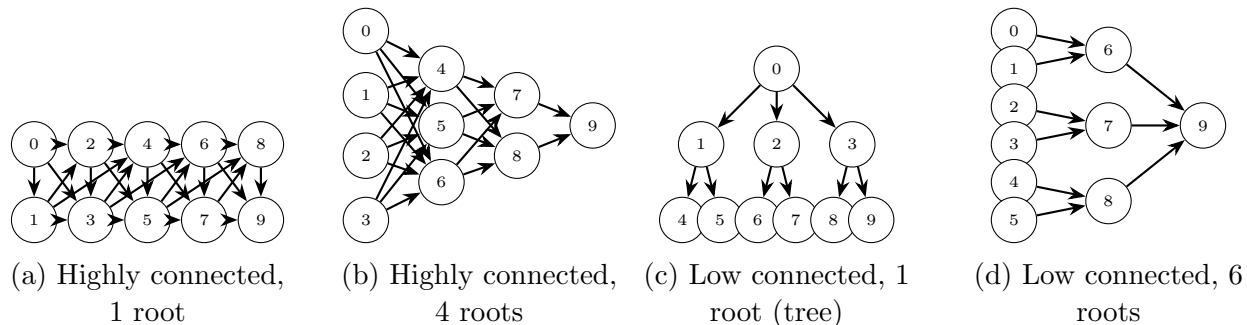 0 2 4 6 8
1 3 5 7 9
(a) Highly connected,
1 root
0
1
2
3
4
5
6
7
8
9
(b) Highly connected,
4 roots
0
1 2 3
4 5 6 7 8 9
(c) Low connected, 1
root (tree)
0
1
2
3
4
5
6
7
8
9
(d) Low connected, 6
roots